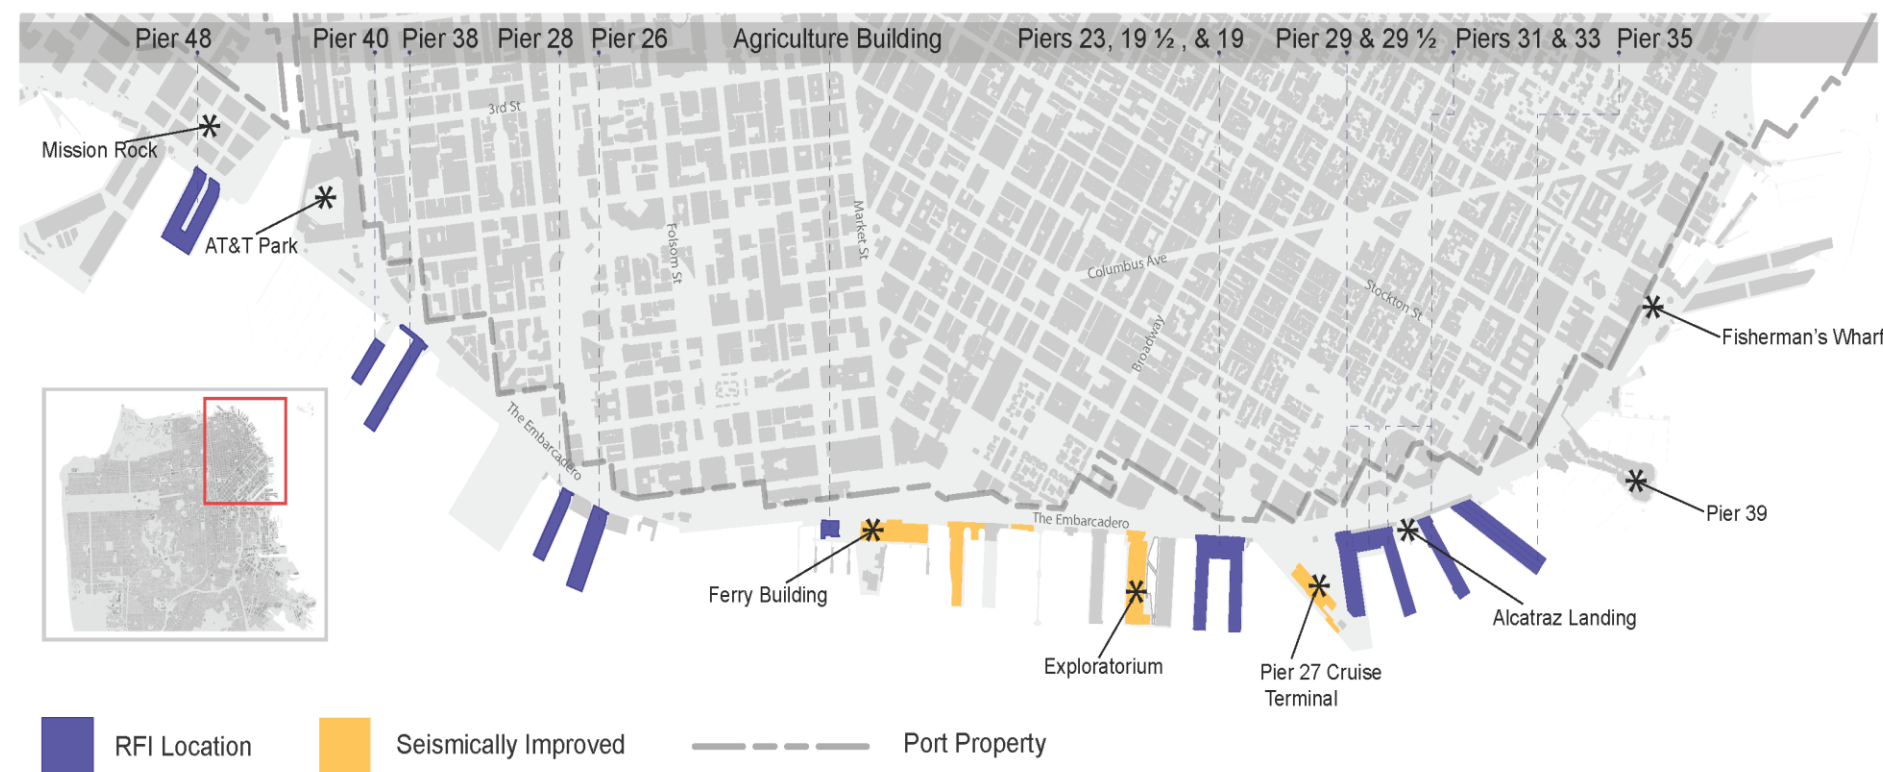 Pier 48
Pier 40
Pier 38
Pier 28
Pier 26
Agriculture Building
Piers 23, 19 ½ , & 19
Pier 29 & 29 ½
Piers 31 & 33
Pier 35
3rd St
Mission Rock
AT&T Park
Folsom St
Market St
Columbus Ave
Stockton St
Broadway
Fisherman's Wharf
The Embarcadero
Pier 39
The Embarcadero
Ferry Building
Alcatraz Landing
Exploratorium
Pier 27 Cruise
Terminal
RFI Location
Seismically Improved
Port Property